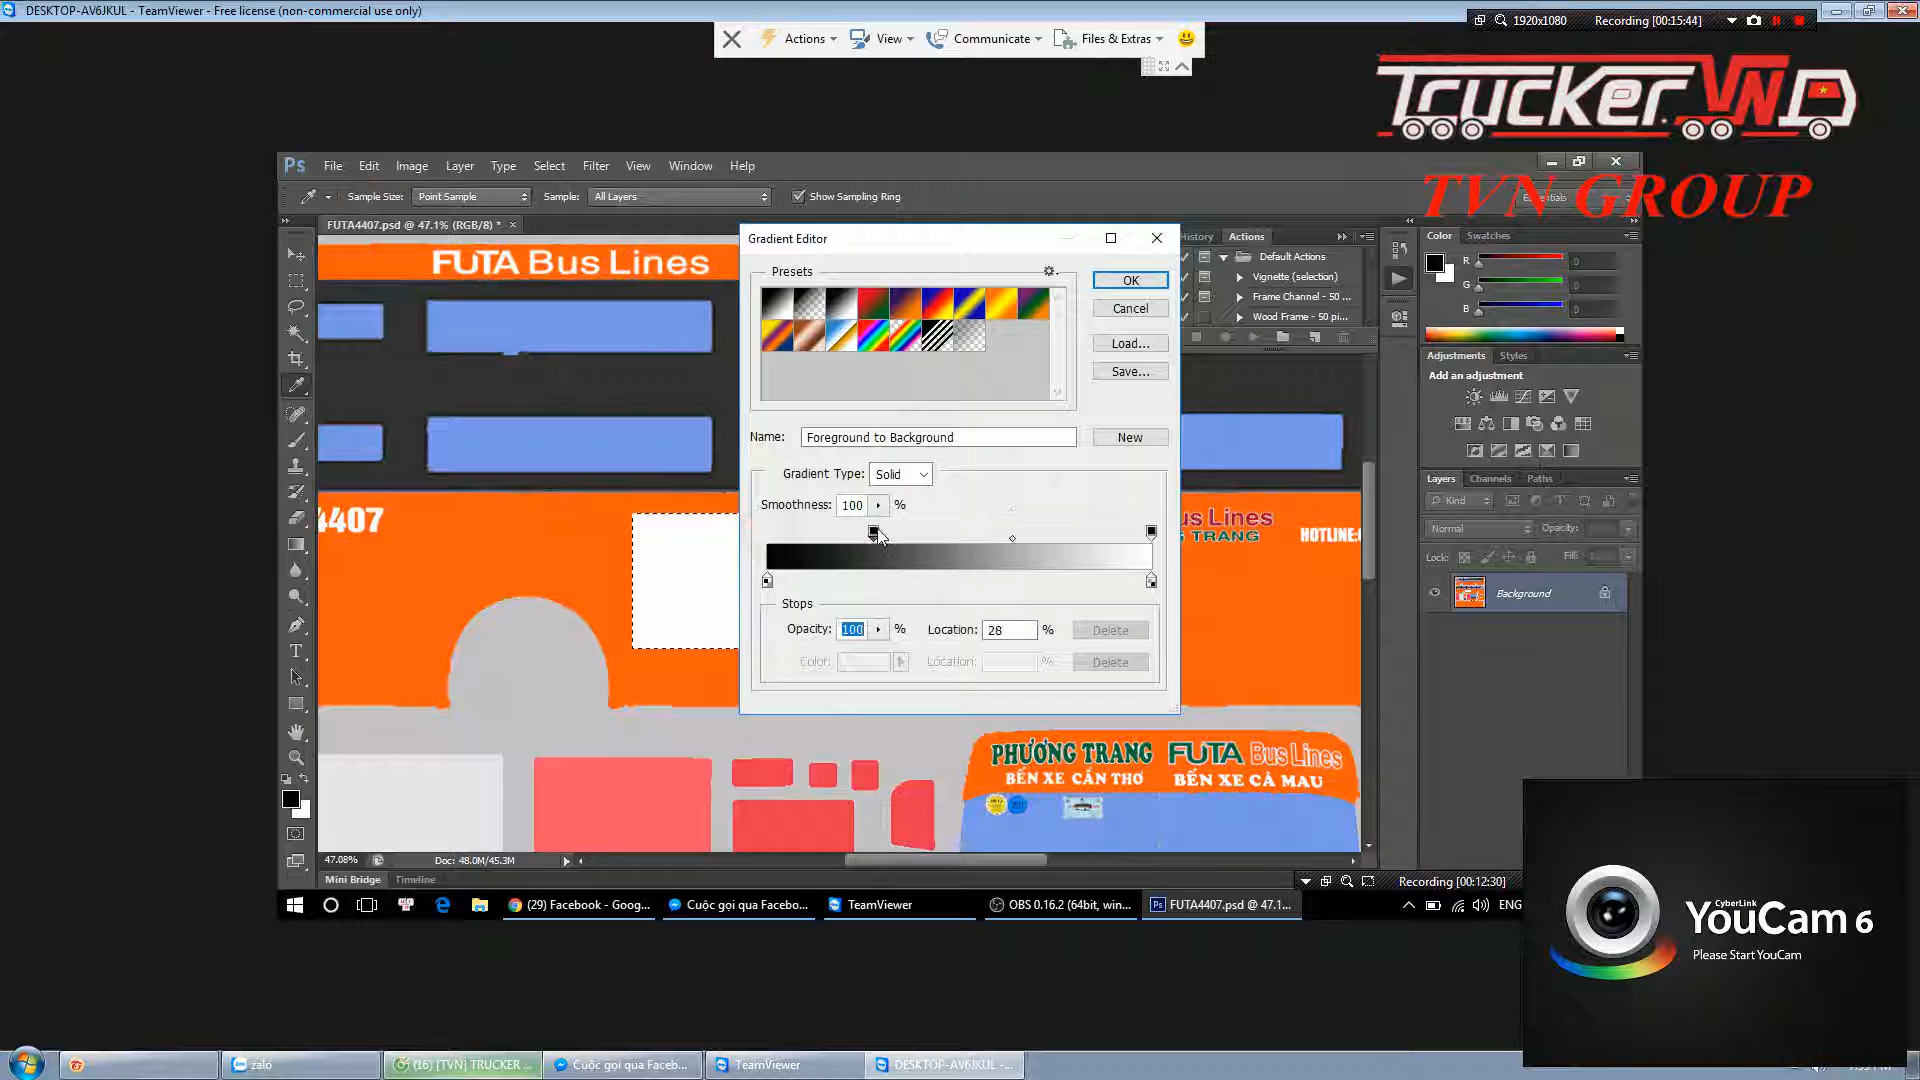 DESKTOP-AV6JKUL - TeamViewer - Free license (non-commercial use only)
1920x1080
Recording [00:15:44]
Actions
View
Communicate
Files & Extras
TRUCKER.VN
TVN GROUP
Ps
File
Edit
Image
Layer
Type
Select
Filter
View
Window
Help
Sample Size:
Point Sample
Sample:
All Layers
Show Sampling Ring
Essentials
FUTA4407.psd @ 47.1% (RGB/8) *
FUTA Bus Lines
Gradient Editor
Presets
OK
Cancel
Load...
Save...
Name:
Foreground to Background
New
Gradient Type:
Solid
Smoothness:
100
%
Stops
Opacity:
100
%
Location:
28
%
Delete
Color:
Location:
%
Delete
History
Actions
Default Actions
Vignette (selection)
Frame Channel - 50 ...
Wood Frame - 50 pi...
Color
Swatches
R
0
G
0
B
0
Adjustments
Styles
Add an adjustment
Layers
Channels
Paths
Kind
Normal
Opacity:
Lock:
Fill:
Background
4407
us Lines
G TRANG
HOTLINE:
PHƯƠNG TRANG
FUTA Bus Lines
BẾN XE CẦN THƠ
BẾN XE CÀ MAU
47.08%
Doc: 48.0M/45.3M
Mini Bridge
Timeline
Recording [00:12:30]
(29) Facebook - Goog...
Cuộc gọi qua Facebo...
TeamViewer
OBS 0.16.2 (64bit, win...
FUTA4407.psd @ 47.1...
ENG
CyberLink
YouCam 6
Please Start YouCam
zalo
(16) [TVN] TRUCKER ...
Cuộc gọi qua Faceb...
TeamViewer
DESKTOP-AV6JKUL -...